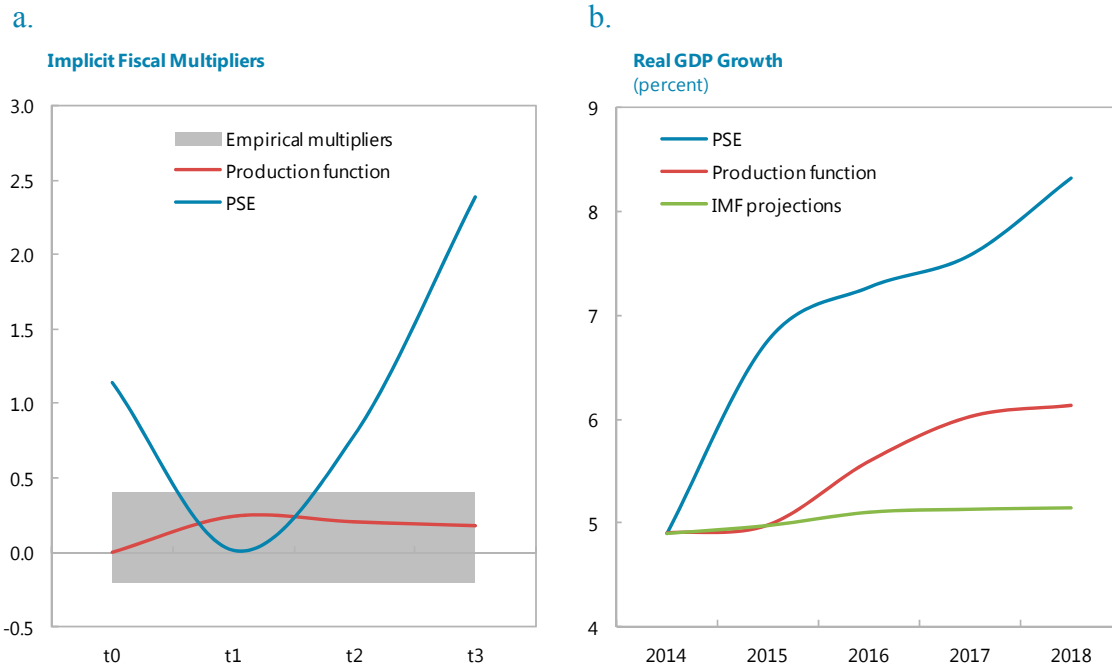 a.
Implicit Fiscal Multipliers
3.0
2.5
2.0
1.5
1.0
0.5
0.0
-0.5
Empirical multipliers
Production function
PSE
t0 t1 t2 t3
b.
Real GDP Growth
(percent)
9
8
7
6
5
4
PSE
Production function
IMF projections
2014 2015 2016 2017 2018